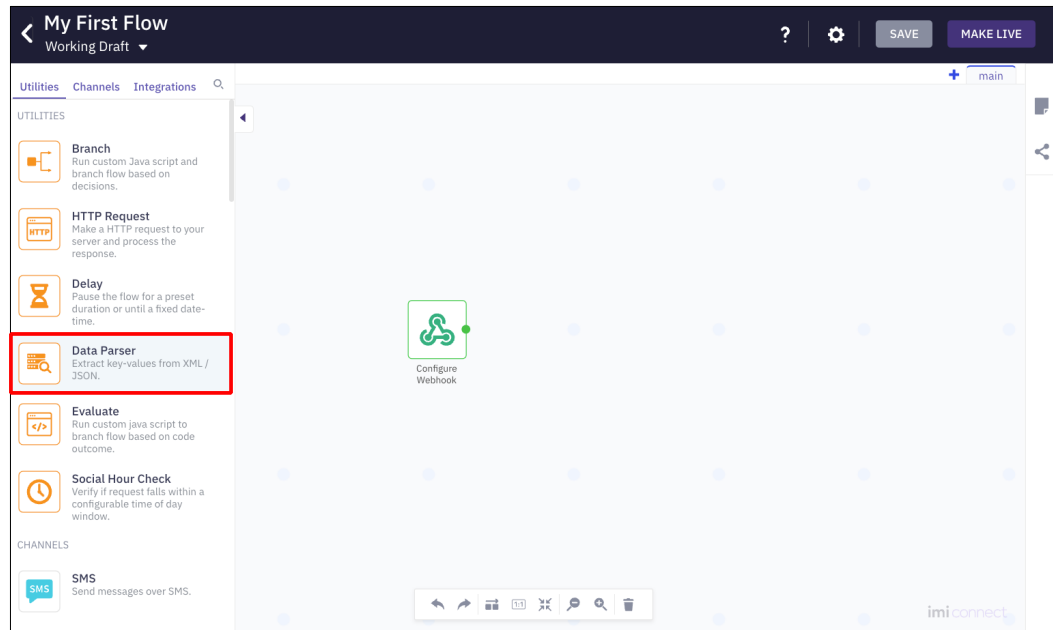 My First Flow
Working Draft
?
SAVE
MAKE LIVE
Utilities Channels Integrations
+ main
UTILITIES
Branch
Run custom Java script and
branch flow based on
decisions.
HTTP
HTTP Request
Make a HTTP request to your
server and process the
response.
Delay
Pause the flow for a preset
duration or until a fixed date-
time.
Data Parser
Extract key-values from XML /
JSON.
</>
Evaluate
Run custom java script to
branch flow based on code
outcome.
Social Hour Check
Verify if request falls within a
configurable time of day
window.
CHANNELS
SMS
SMS
Send messages over SMS.
Configure
Webhook
1:1
imiconnect